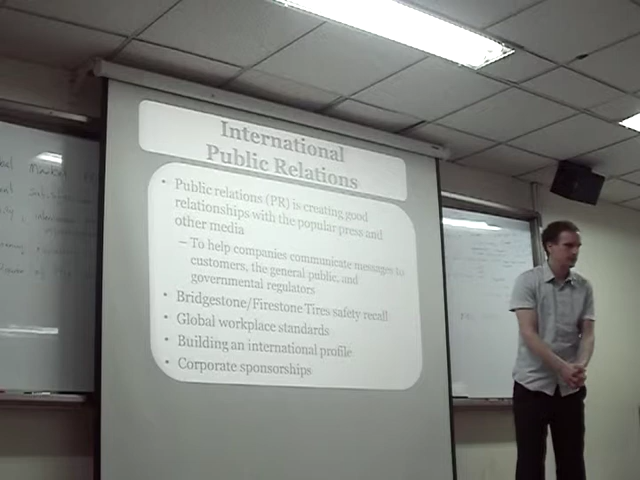 International
Public Relations
• Public relations (PR) is creating good
relationships with the popular press and
other media
– To help companies communicate messages to
customers, the general public, and
governmental regulators
• Bridgestone/Firestone Tires safety recall
• Global workplace standards
• Building an international profile
• Corporate sponsorships